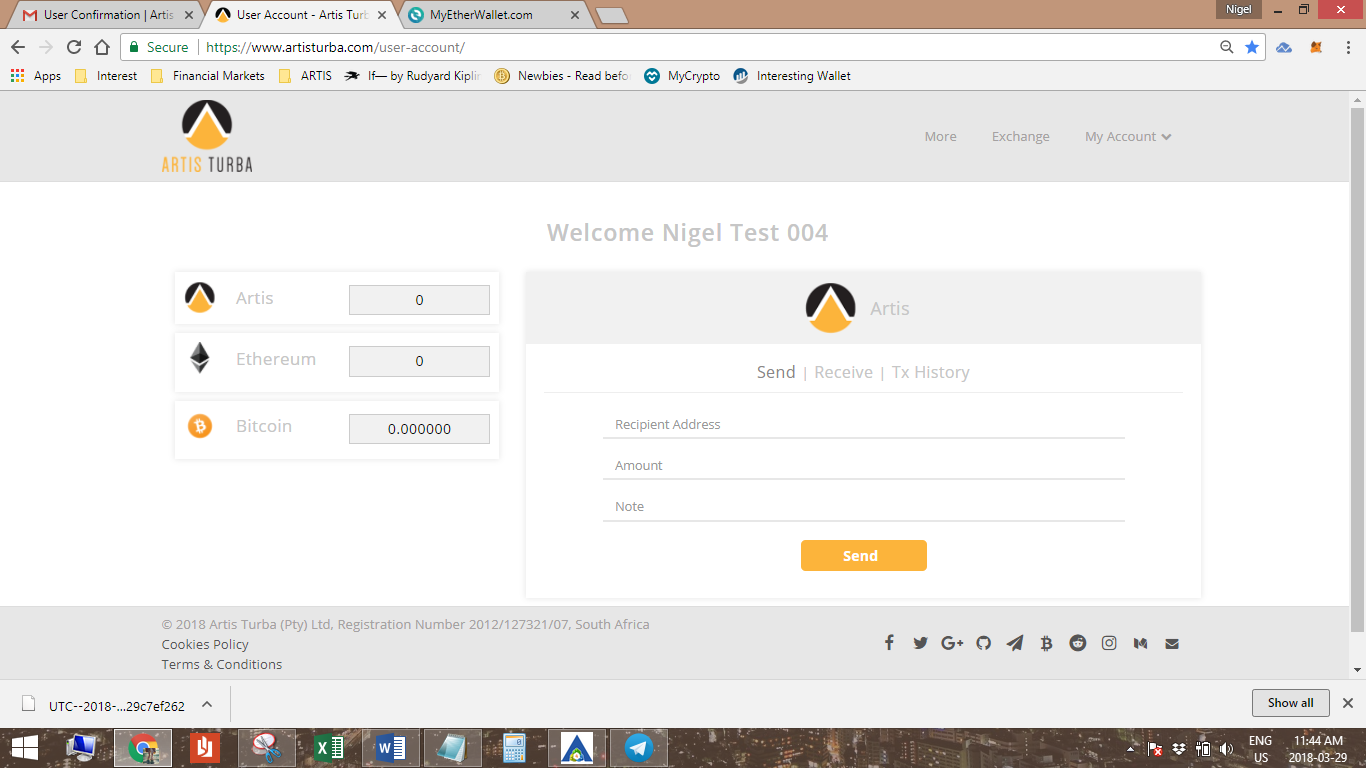 User Confirmation | Artis
User Account - Artis Turb
MyEtherWallet.com
Nigel
Secure
https://www.artisturba.com/user-account/
Apps
Interest
Financial Markets
ARTIS
If— by Rudyard Kiplin
Newbies - Read befo
MyCrypto
Interesting Wallet
ARTIS TURBA
More
Exchange
My Account
Welcome Nigel Test 004
Artis
0
Ethereum
0
Bitcoin
0.000000
Artis
Send | Receive | Tx History
Recipient Address
Amount
Note
Send
© 2018 Artis Turba (Pty) Ltd, Registration Number 2012/127321/07, South Africa
Cookies Policy
Terms & Conditions
UTC--2018-...29c7ef262
Show all
ENG
US
11:44 AM
2018-03-29